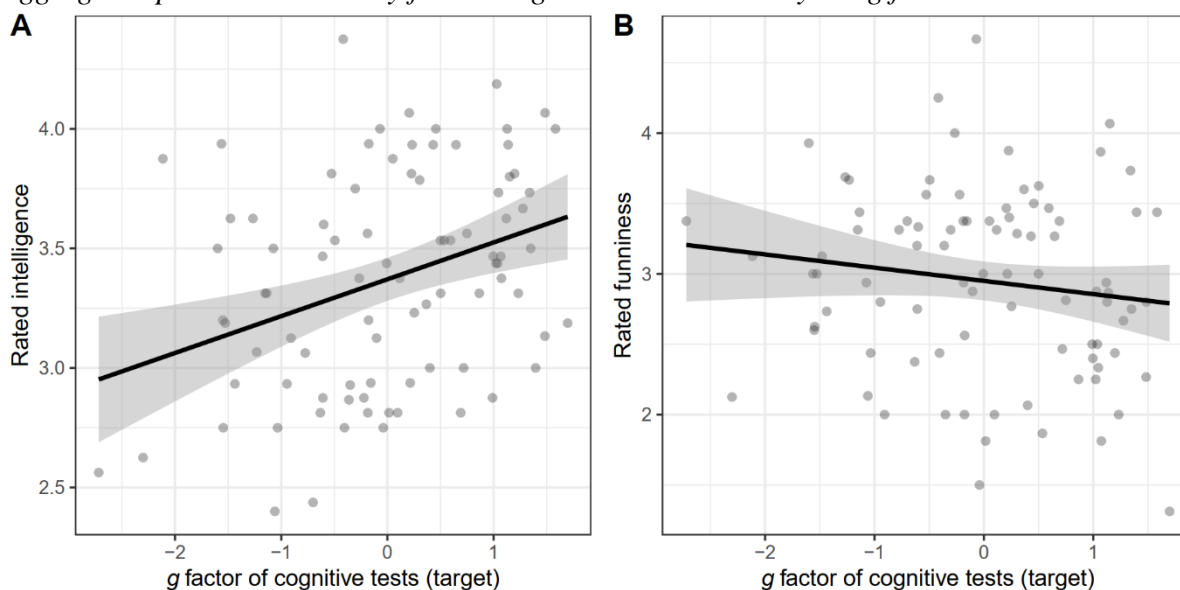 A
Rated intelligence
4.0
3.5
3.0
2.5
−2 −1 0 1
g factor of cognitive tests (target)
B
Rated funniness
4
3
2
−2 −1 0 1
g factor of cognitive tests (target)